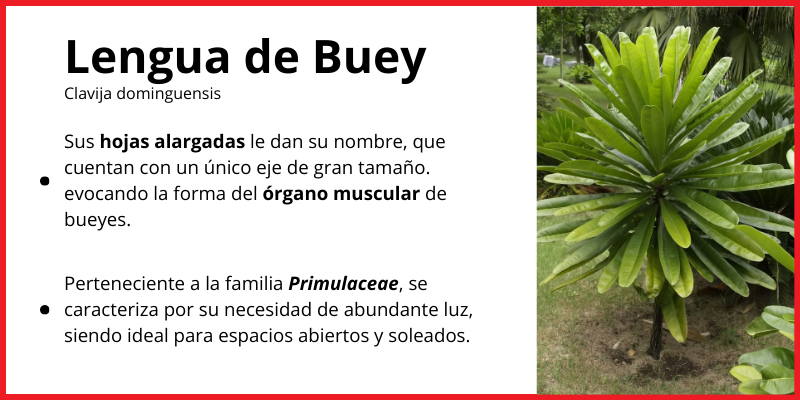 Lengua de Buey
Clavija dominguensis
Sus hojas alargadas le dan su nombre, que
cuentan con un único eje de gran tamaño.
evocando la forma del órgano muscular de
bueyes.
Perteneciente a la familia Primulaceae, se
caracteriza por su necesidad de abundante luz,
siendo ideal para espacios abiertos y soleados.